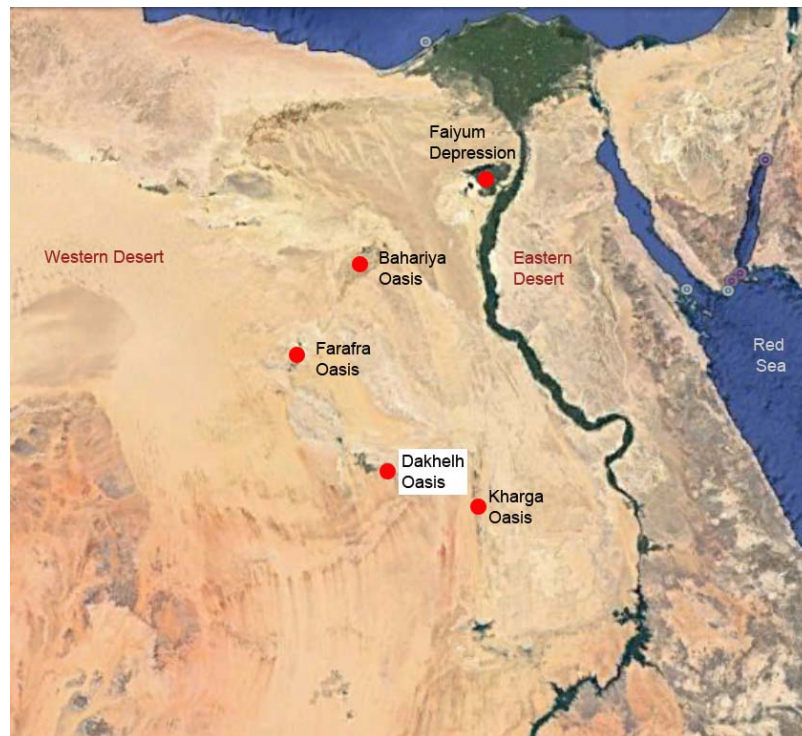 Faiyum
Depression
Western Desert
Bahariya
Oasis
Eastern
Desert
Farafra
Oasis
Red
Sea
Dakhelh
Oasis
Kharga
Oasis